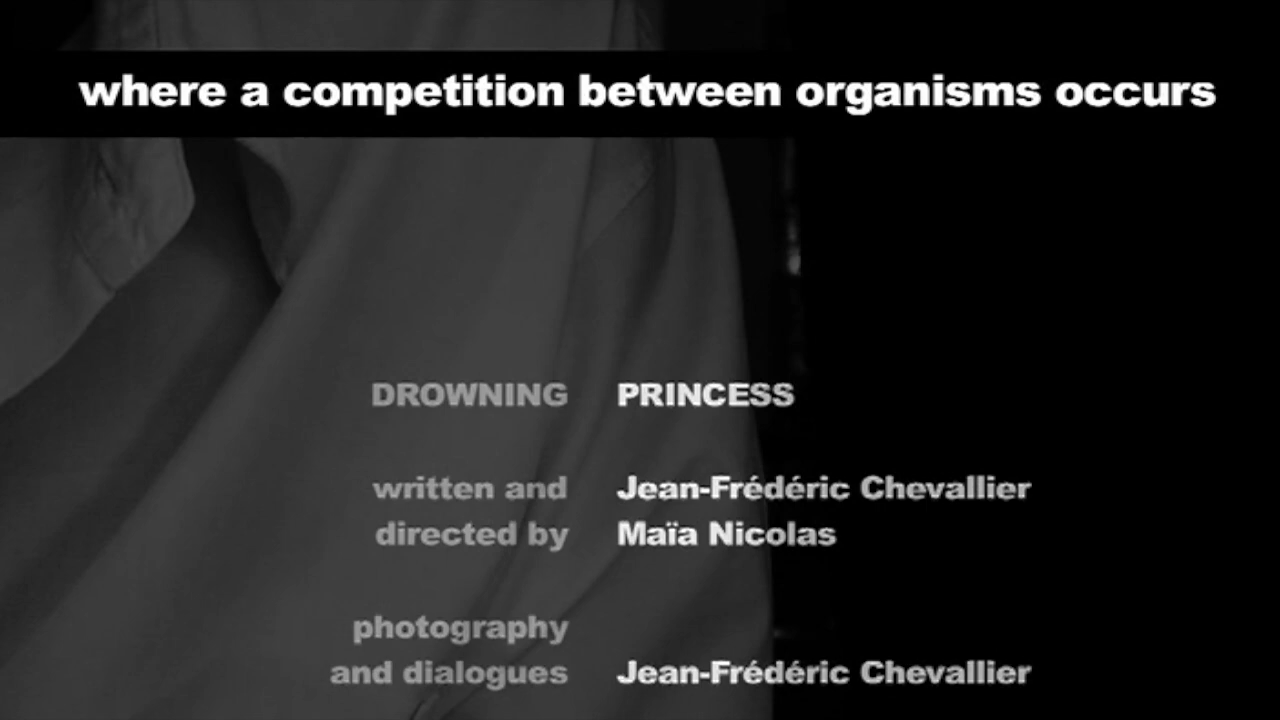 where a competition between organisms occurs
DROWNING PRINCESS
written and Jean-Frédéric Chevallier
directed by Maïa Nicolas
photography
and dialogues Jean-Frédéric Chevallier